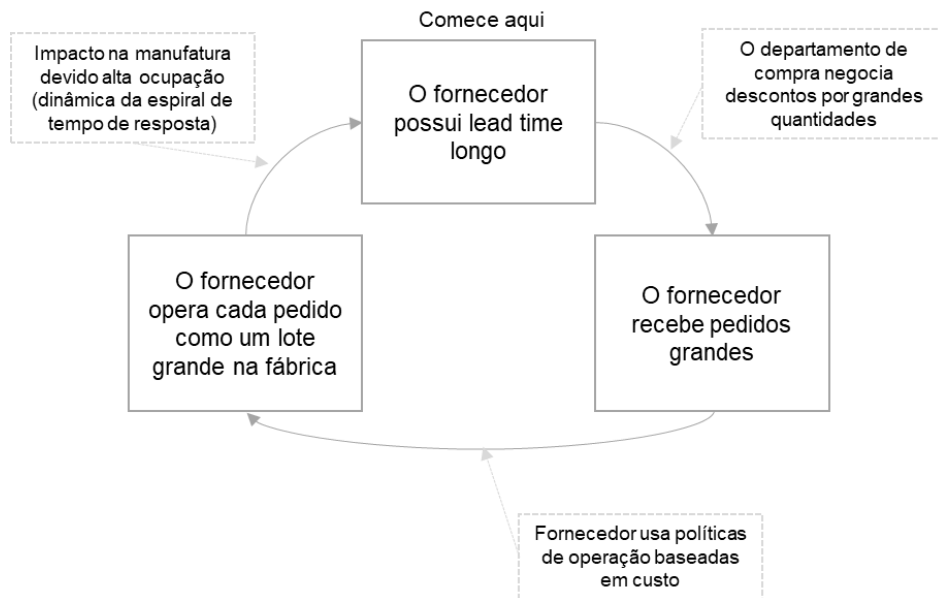 Comece aqui
Impacto na manufatura
devido alta ocupação
(dinâmica da espiral de
tempo de resposta)
O fornecedor
possui lead time
longo
O departamento de
compra negocia
descontos por grandes
quantidades
O fornecedor
opera cada pedido
como um lote
grande na fábrica
O fornecedor
recebe pedidos
grandes
Fornecedor usa políticas
de operação baseadas
em custo